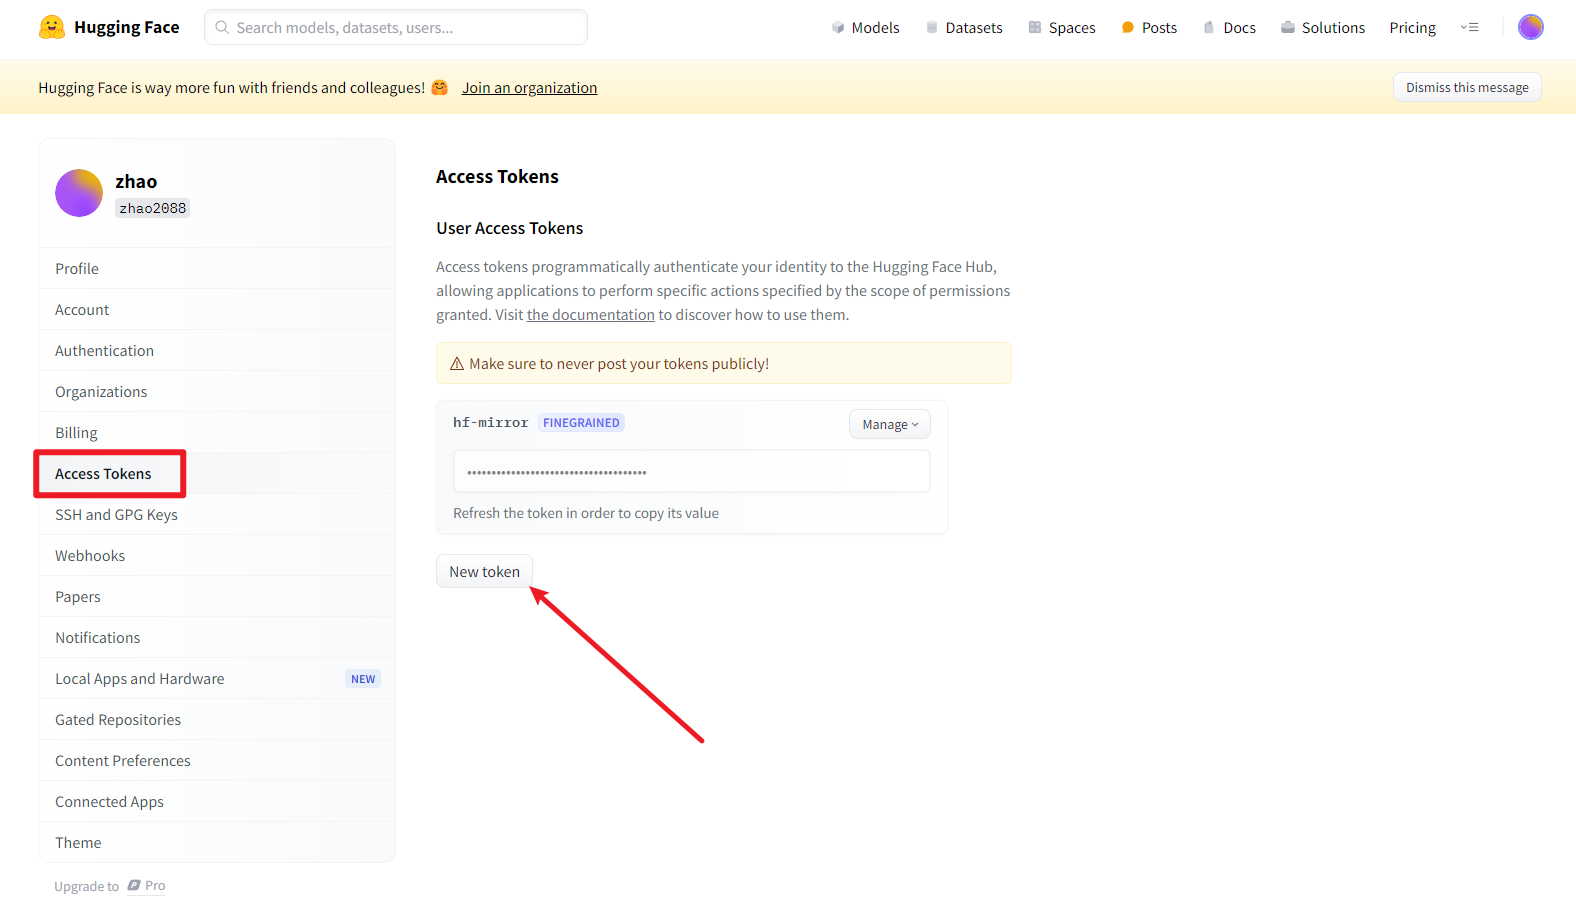 Hugging Face
Search models, datasets, users...
Models
Datasets
Spaces
Posts
Docs
Solutions
Pricing
Hugging Face is way more fun with friends and colleagues! 🤗 Join an organization
Dismiss this message
zhao
zhao2088
Profile
Account
Authentication
Organizations
Billing
Access Tokens
SSH and GPG Keys
Webhooks
Papers
Notifications
Local Apps and Hardware NEW
Gated Repositories
Content Preferences
Connected Apps
Theme
Upgrade to Pro
Access Tokens
User Access Tokens
Access tokens programmatically authenticate your identity to the Hugging Face Hub,
allowing applications to perform specific actions specified by the scope of permissions
granted. Visit the documentation to discover how to use them.
⚠ Make sure to never post your tokens publicly!
hf-mirror FINEGRAINED
Manage
•••••••••••••••••••••••••••••••••••••
Refresh the token in order to copy its value
New token